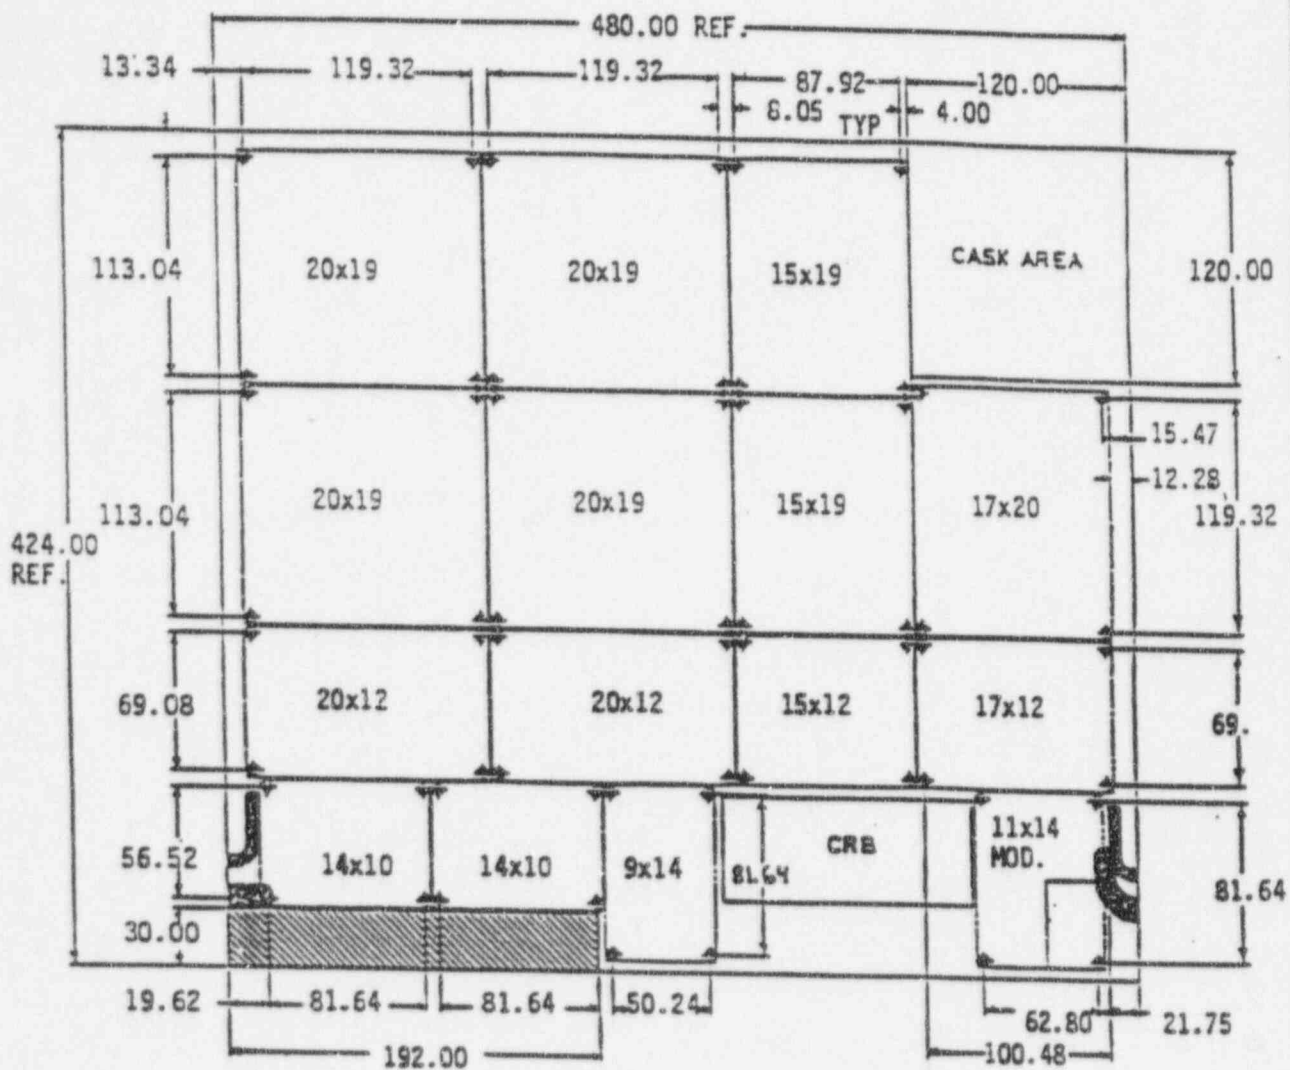 480.00 REF.
13.34 119.32 119.32 87.92 120.00
6.05 TYP 4.00
113.04 20x19 20x19 15x19 CASK AREA 120.00
15.47
12.28
113.04 20x19 20x19 15x19 17x20 119.32
424.00
REF.
69.08 20x12 20x12 15x12 17x12 69.
11x14
MOD.
56.52 14x10 14x10 9x14 81.64 CRB 81.64
30.00
19.62 81.64 81.64 50.24 62.80 21.75
192.00 100.48